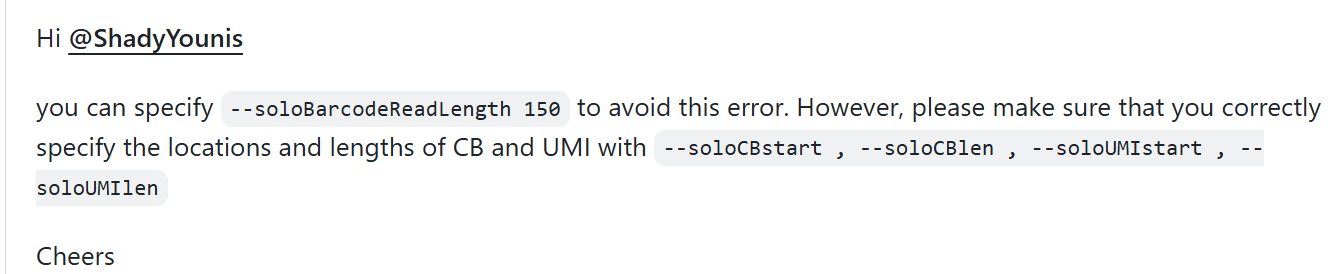 Hi @ShadyYounis
you can specify --soloBarcodeReadLength 150 to avoid this error. However, please make sure that you correctly
specify the locations and lengths of CB and UMI with --soloCBstart , --soloCBlen , --soloUMIstart , --
soloUMIlen
Cheers